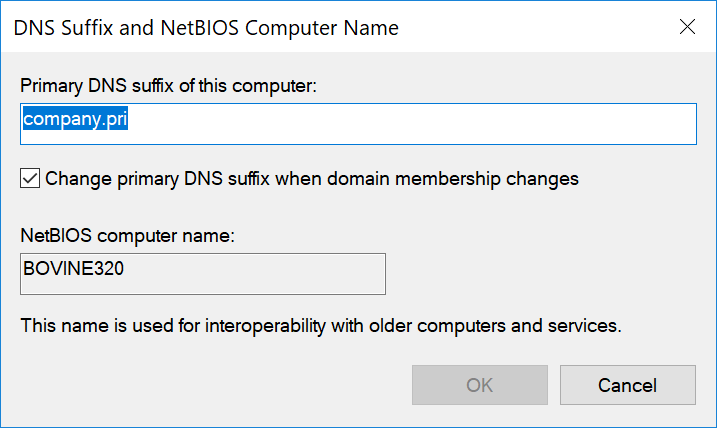 DNS Suffix and NetBIOS Computer Name
Primary DNS suffix of this computer:
company.pri
Change primary DNS suffix when domain membership changes
NetBIOS computer name:
BOVINE320
This name is used for interoperability with older computers and services.
OK
Cancel